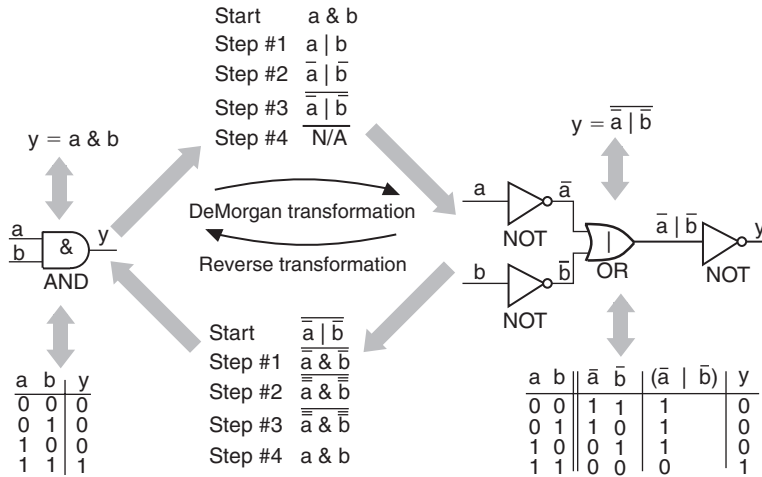 Start a & b
Step #1 a | b
Step #2 a̅ | b̅
Step #3 a̿ ̅|̅ b̿
Step #4 N/A
y = a & b
a
b
&
y
AND
DeMorgan transformation
Reverse transformation
y = a̿ ̅|̅ b̿
a
NOT
a̅
b
NOT
b̅
|
OR
a̅ | b̅
NOT
y
Start a̿ ̅|̅ b̿
Step #1 a̿ ̅&̅ b̿
Step #2 a̿̅ ̅&̅ b̿̅
Step #3 a̿̅ ̅&̅ b̿̅
Step #4 a & b
a b y
0 0 0
0 1 0
1 0 0
1 1 1
a b a̅ b̅ (a̅ | b̅) y
0 0 1 1 1 0
0 1 1 0 1 0
1 0 0 1 1 0
1 1 0 0 0 1